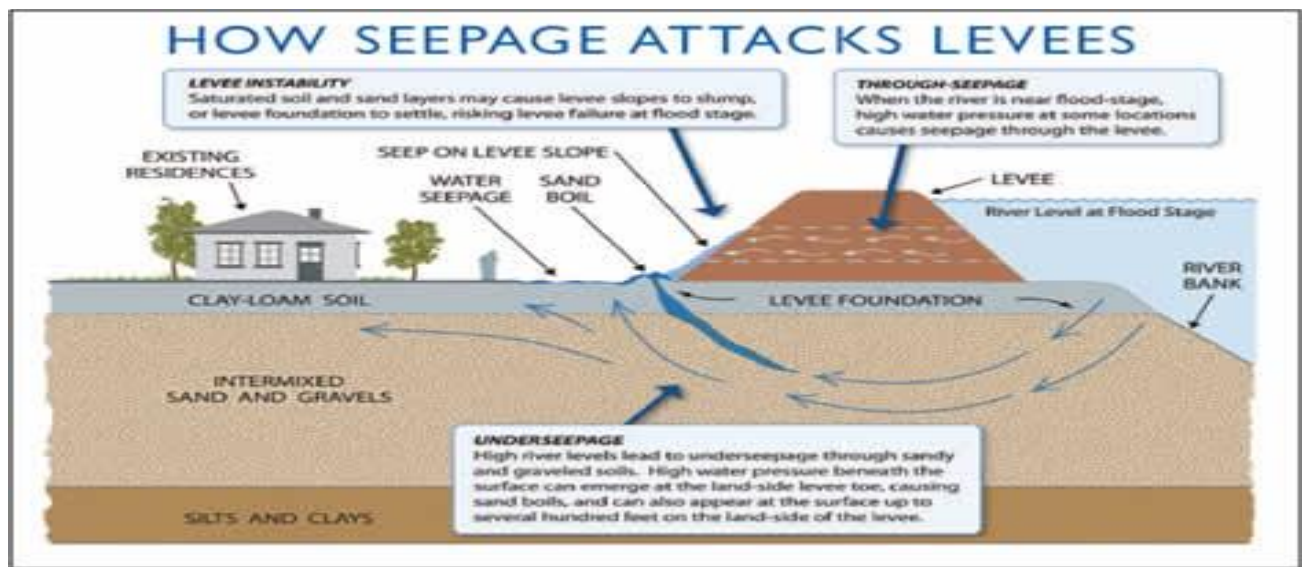 HOW SEEPAGE ATTACKS LEVEES
LEVEE INSTABILITY
Saturated soil and sand layers may cause levee slopes to slump,
or levee foundation to settle, risking levee failure at flood stage.
THROUGH-SEEPAGE
When the river is near flood-stage,
high water pressure at some locations
causes seepage through the levee.
EXISTING
RESIDENCES
SEEP ON LEVEE SLOPE
WATER
SEEPAGE
SAND
BOIL
LEVEE
River Level at Flood Stage
RIVER
BANK
CLAY-LOAM SOIL
LEVEE FOUNDATION
INTERMIXED
SAND AND GRAVELS
UNDERSEEPAGE
High river levels lead to underseepage through sandy
and graveled soils. High water pressure beneath the
surface can emerge at the land-side levee toe, causing
sand boils, and can also appear at the surface up to
several hundred feet on the land-side of the levee.
SILTS AND CLAYS